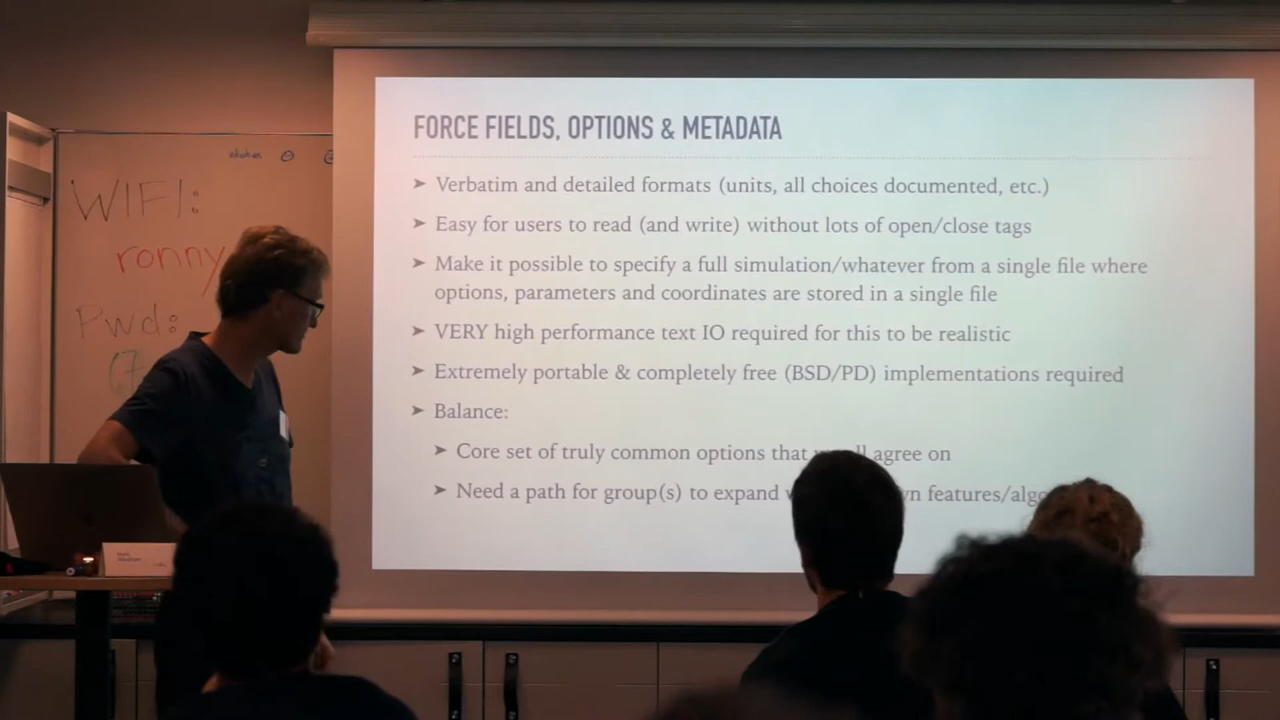 FORCE FIELDS, OPTIONS & METADATA
➤ Verbatim and detailed formats (units, all choices documented, etc.)
➤ Easy for users to read (and write) without lots of open/close tags
➤ Make it possible to specify a full simulation/whatever from a single file where
options, parameters and coordinates are stored in a single file
➤ VERY high performance text IO required for this to be realistic
➤ Extremely portable & completely free (BSD/PD) implementations required
➤ Balance:
➤ Core set of truly common options that agree on
➤ Need a path for group(s) to expand features/
WIFI:
ronny
Pwd: